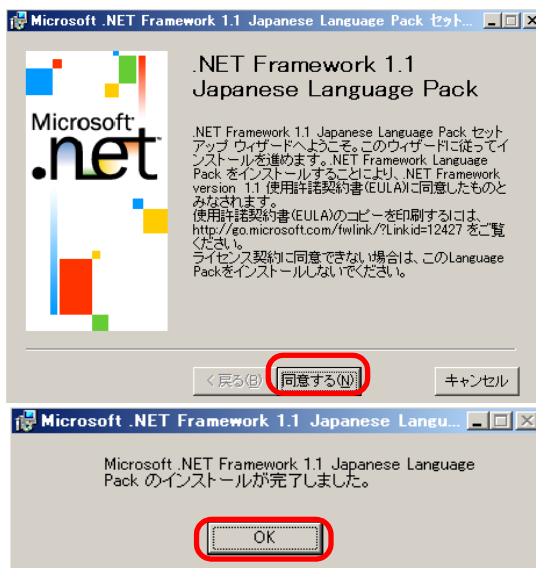 Microsoft .NET Framework 1.1 Japanese Language Pack セット...
.NET Framework 1.1
Japanese Language Pack
Microsoft
.net
.NET Framework 1.1 Japanese Language Pack セット
アップ ウィザードへようこそ。このウィザードに従ってイ
ンストールを進めます。.NET Framework Language
Pack をインストールすることにより、.NET Framework
version 1.1 使用許諾契約書(EULA)に同意したものと
みなされます。
使用許諾契約書(EULA)のコピーを印刷するには、
http://go.microsoft.com/fwlink/?Linkid=12427 をご覧
ください。
ライセンス契約に同意できない場合は、このLanguage
Packをインストールしないでください。
< 戻る(B) 同意する(N) キャンセル
Microsoft .NET Framework 1.1 Japanese Langu...
Microsoft .NET Framework 1.1 Japanese Language
Pack のインストールが完了しました。
OK